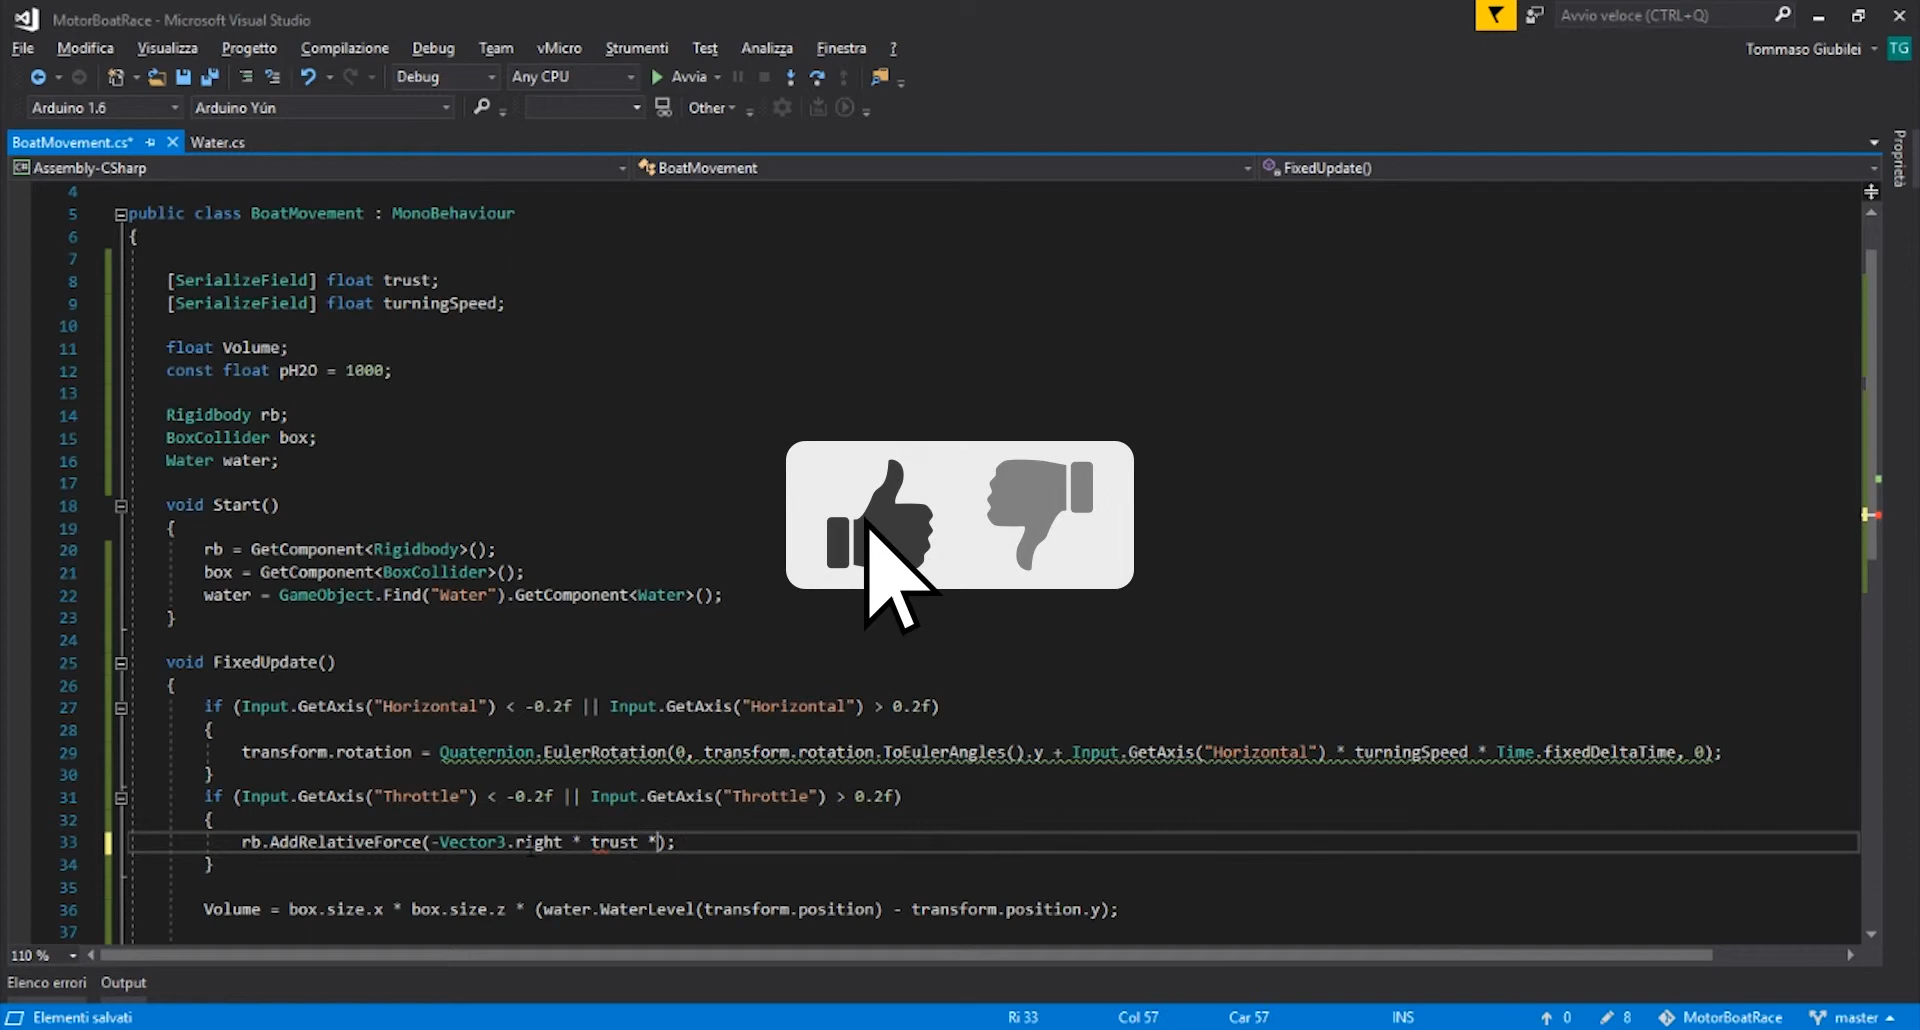 MotorBoatRace - Microsoft Visual Studio
Avvio veloce (CTRL+Q)
File Modifica Visualizza Progetto Compilazione Debug Team vMicro Strumenti Test Analizza Finestra ?
Tommaso Giubilei TG
Debug Any CPU Avvia
Arduino 1.6 Arduino Yún Other
BoatMovement.cs* Water.cs
Proprietà
Assembly-CSharp BoatMovement FixedUpdate()
4
5 public class BoatMovement : MonoBehaviour
6 {
7
8 [SerializeField] float trust;
9 [SerializeField] float turningSpeed;
10
11 float Volume;
12 const float pH2O = 1000;
13
14 Rigidbody rb;
15 BoxCollider box;
16 Water water;
17
18 void Start()
19 {
20 rb = GetComponent<Rigidbody>();
21 box = GetComponent<BoxCollider>();
22 water = GameObject.Find("Water").GetComponent<Water>();
23 }
24
25 void FixedUpdate()
26 {
27 if (Input.GetAxis("Horizontal") < -0.2f || Input.GetAxis("Horizontal") > 0.2f)
28 {
29 transform.rotation = Quaternion.EulerRotation(0, transform.rotation.ToEulerAngles().y + Input.GetAxis("Horizontal") * turningSpeed * Time.fixedDeltaTime, 0);
30 }
31 if (Input.GetAxis("Throttle") < -0.2f || Input.GetAxis("Throttle") > 0.2f)
32 {
33 rb.AddRelativeForce(-Vector3.right * trust *);
34 }
35
36 Volume = box.size.x * box.size.z * (water.WaterLevel(transform.position) - transform.position.y);
37
110 %
Elenco errori Output
Elementi salvati Ri 33 Col 57 Car 57 INS 0 8 MotorBoatRace master